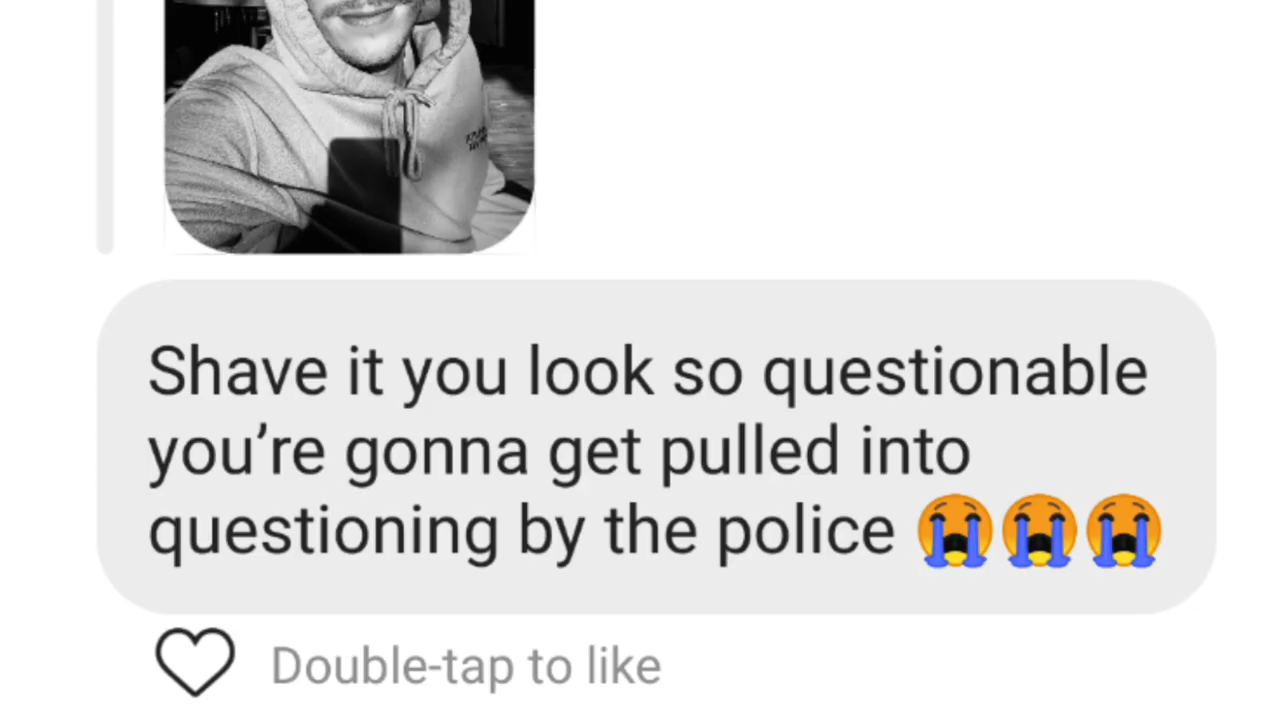 Shave it you look so questionable
you’re gonna get pulled into
questioning by the police 😭😭😭
Double-tap to like